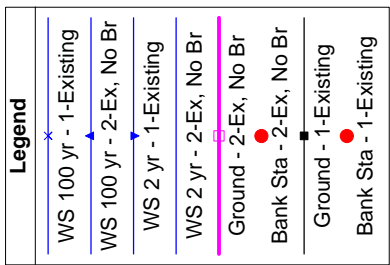 Legend
WS 100 yr - 1-Existing
WS 100 yr - 2-Ex, No Br
WS 2 yr - 1-Existing
WS 2 yr - 2-Ex, No Br
Ground - 2-Ex, No Br
Bank Sta - 2-Ex, No Br
Ground - 1-Existing
Bank Sta - 1-Existing